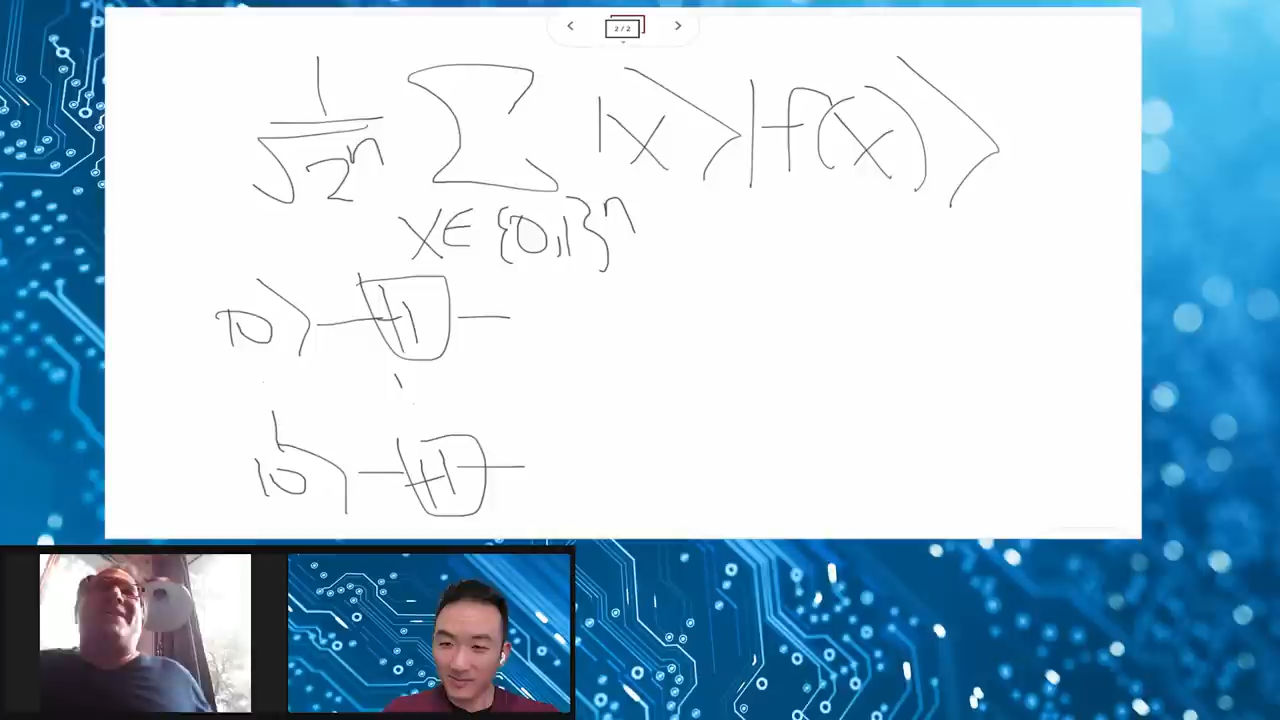 2 / 2
1/√2ⁿ ∑ |x⟩|f(x)⟩
x∈{0,1}ⁿ
|0⟩ H
|0⟩ H